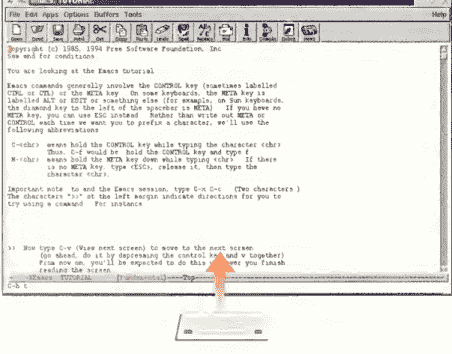 TUTORIAL
File Edit Apps Options Buffers Tools Help
Copyright (c) 1985, 1994 Free Software Foundation, Inc
See end for conditions
You are looking at the Emacs tutorial
Emacs commands generally involve the CONTROL key (sometimes labelled
CTRL or CTL) or the META key On some keyboards, the META key is
labelled ALT or EDIT or something else (for example, on Sun keyboards,
the diamond key to the left of the spacebar is META) If you have no
META key, you can use ESC instead Rather than write out META or
CONTROL each time we want you to prefix a character, we'll use the
following abbreviations
C-<chr> means hold the CONTROL key while typing the character <chr>
Thus, C-f would be hold the CONTROL key and type f
M-<chr> means hold the META key down while typing <chr> If there
is no META key, type <ESC>, release it, then type the
character <chr>.
Important note to end the Emacs session, type C-x C-c (Two characters )
The characters ">>" at the left margin indicate directions for you to
try using a command For instance
>> Now type C-v (View next screen) to move to the next screen
(go ahead, do it by depressing the control key and v together)
From now on, you'll be expected to do this whenever you finish
reading the screen
XEmacs TUTORIAL (Fundamental)----Top
C-h t